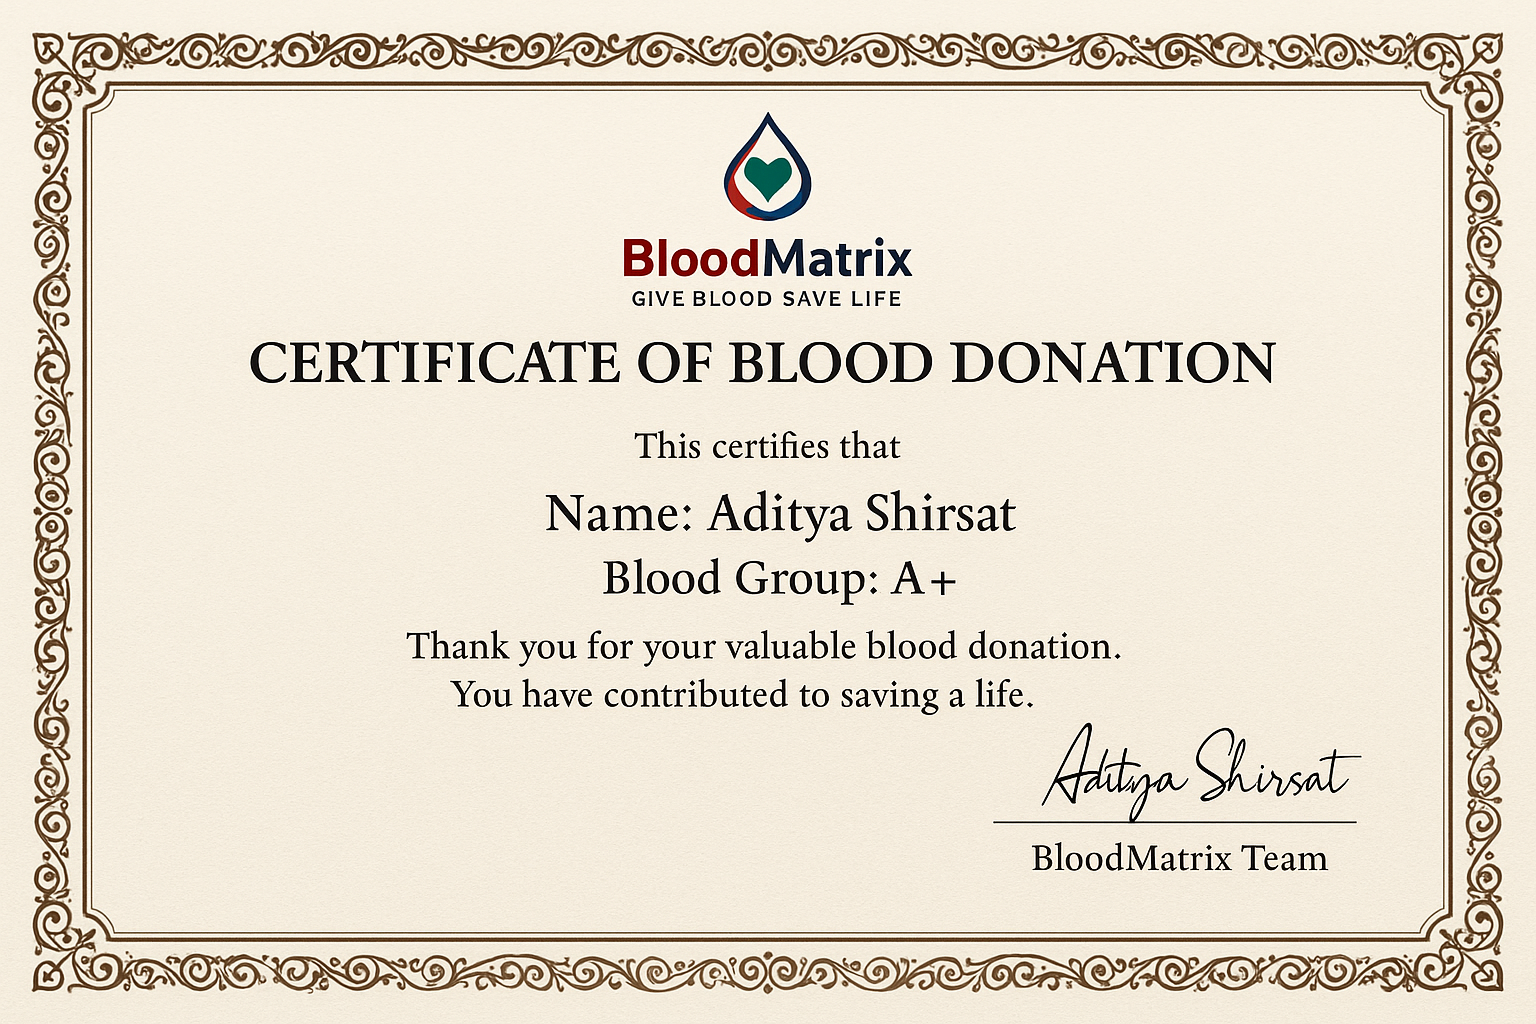 BloodMatrix
GIVE BLOOD SAVE LIFE
CERTIFICATE OF BLOOD DONATION
This certifies that
Name: Aditya Shirsat
Blood Group: A+
Thank you for your valuable blood donation.
You have contributed to saving a life.
Aditya Shirsat
BloodMatrix Team